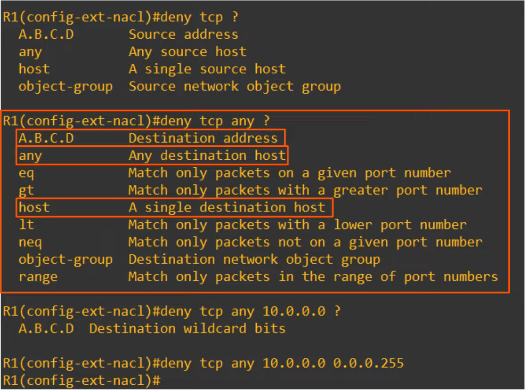 R1(config-ext-nacl)#deny tcp ?
A.B.C.D Source address
any Any source host
host A single source host
object-group Source network object group
R1(config-ext-nacl)#deny tcp any ?
A.B.C.D Destination address
any Any destination host
eq Match only packets on a given port number
gt Match only packets with a greater port number
host A single destination host
lt Match only packets with a lower port number
neq Match only packets not on a given port number
object-group Destination network object group
range Match only packets in the range of port numbers
R1(config-ext-nacl)#deny tcp any 10.0.0.0 ?
A.B.C.D Destination wildcard bits
R1(config-ext-nacl)#deny tcp any 10.0.0.0 0.0.0.255
R1(config-ext-nacl)#